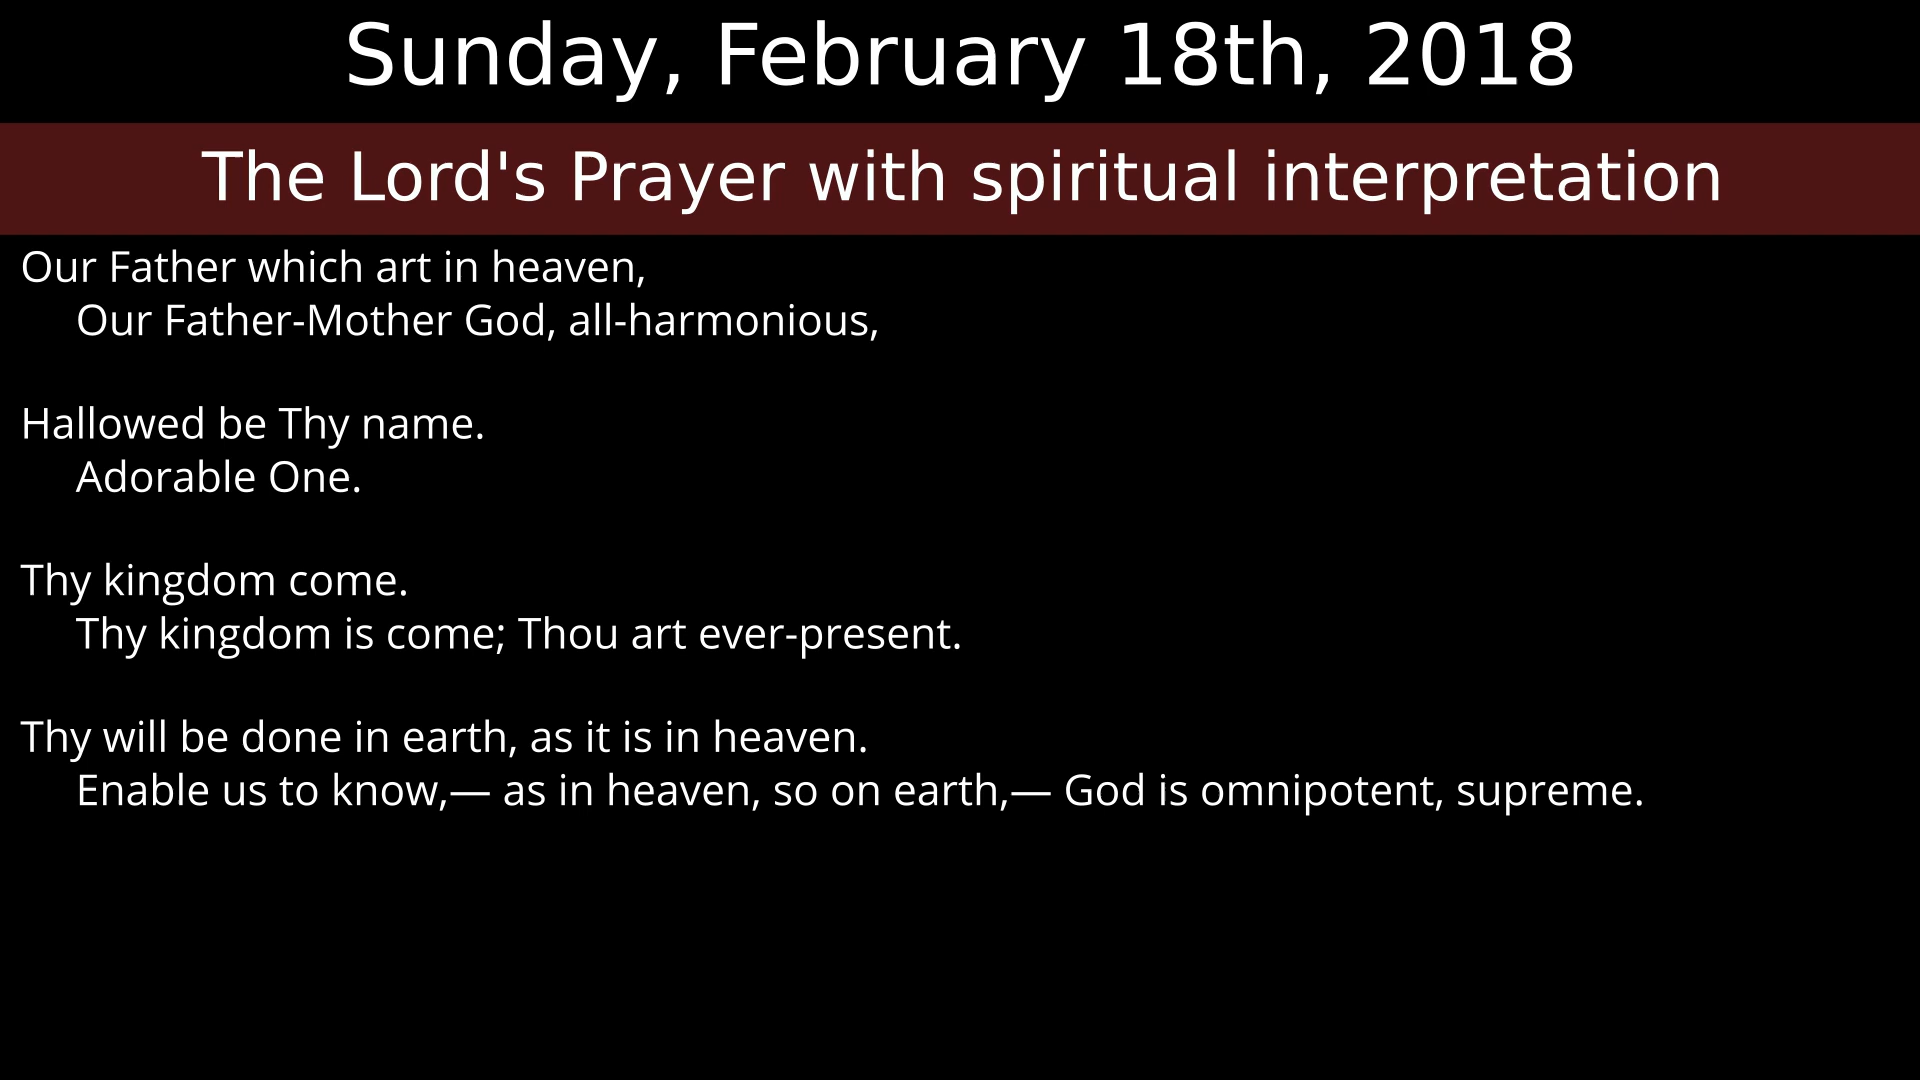 Sunday, February 18th, 2018
The Lord's Prayer with spiritual interpretation
Our Father which art in heaven,
Our Father-Mother God, all-harmonious,
Hallowed be Thy name.
Adorable One.
Thy kingdom come.
Thy kingdom is come; Thou art ever-present.
Thy will be done in earth, as it is in heaven.
Enable us to know,— as in heaven, so on earth,— God is omnipotent, supreme.